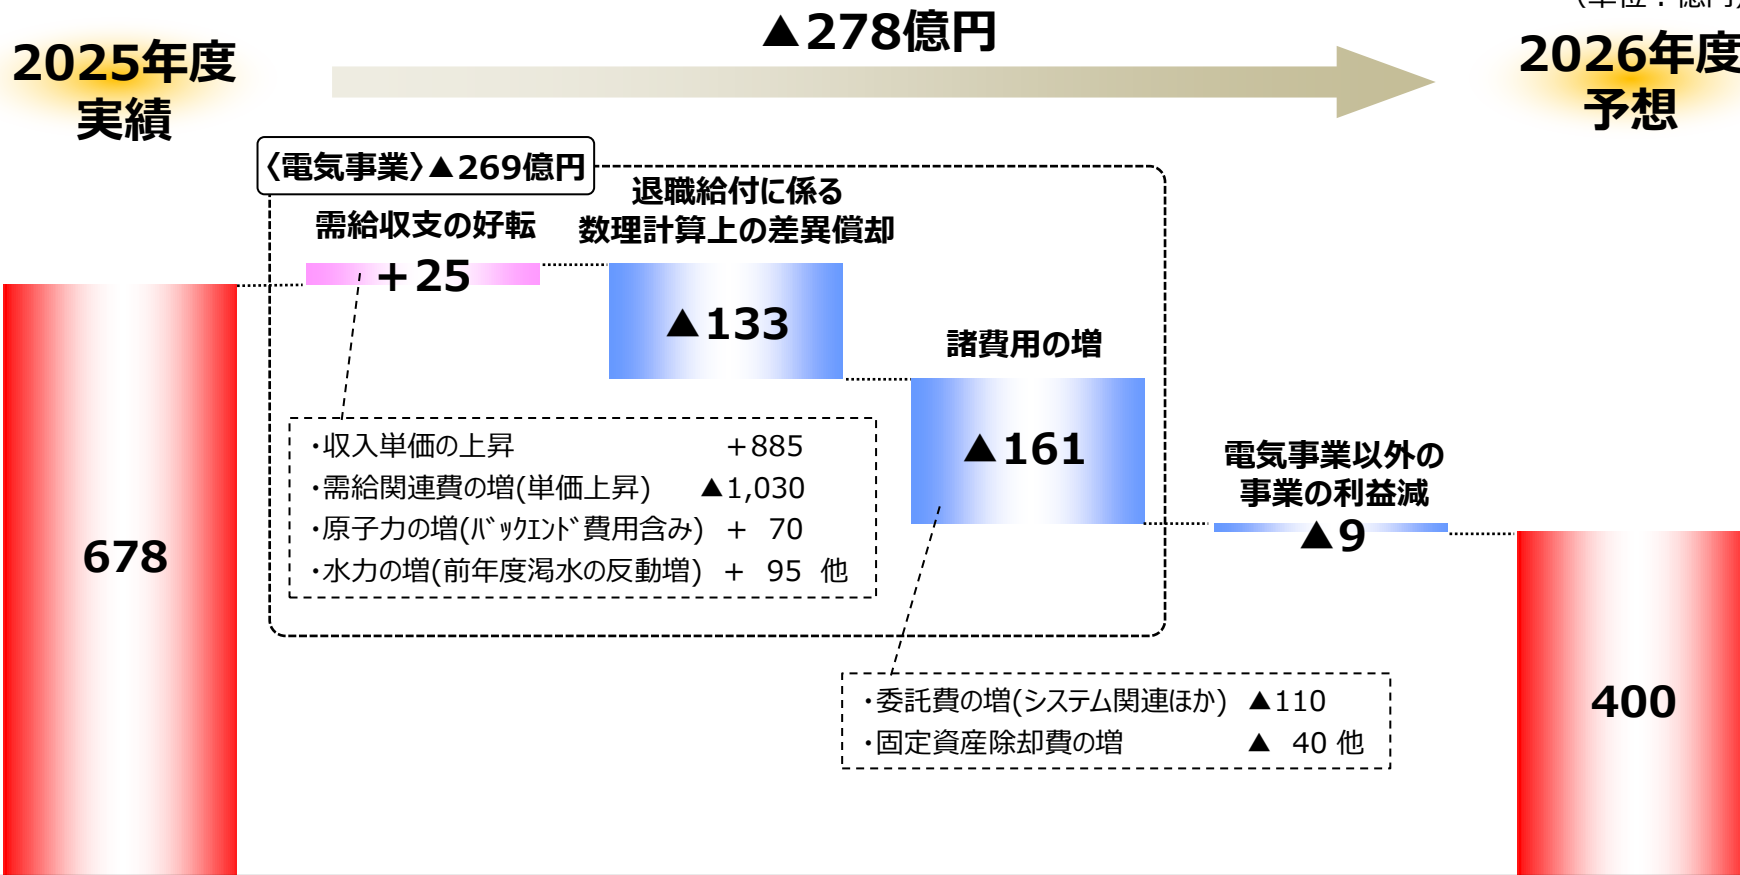 (単位：億円)
▲278億円
2025年度
実績
2026年度
予想
〈電気事業〉▲269億円
需給収支の好転
+25
退職給付に係る
数理計算上の差異償却
▲133
諸費用の増
▲161
電気事業以外の
事業の利益減
▲9
678
400
・収入単価の上昇 +885
・需給関連費の増(単価上昇) ▲1,030
・原子力の増(ﾊﾞｯｸｴﾝﾄﾞ費用含み) + 70
・水力の増(前年度渇水の反動増) + 95 他
・委託費の増(システム関連ほか) ▲110
・固定資産除却費の増 ▲ 40 他